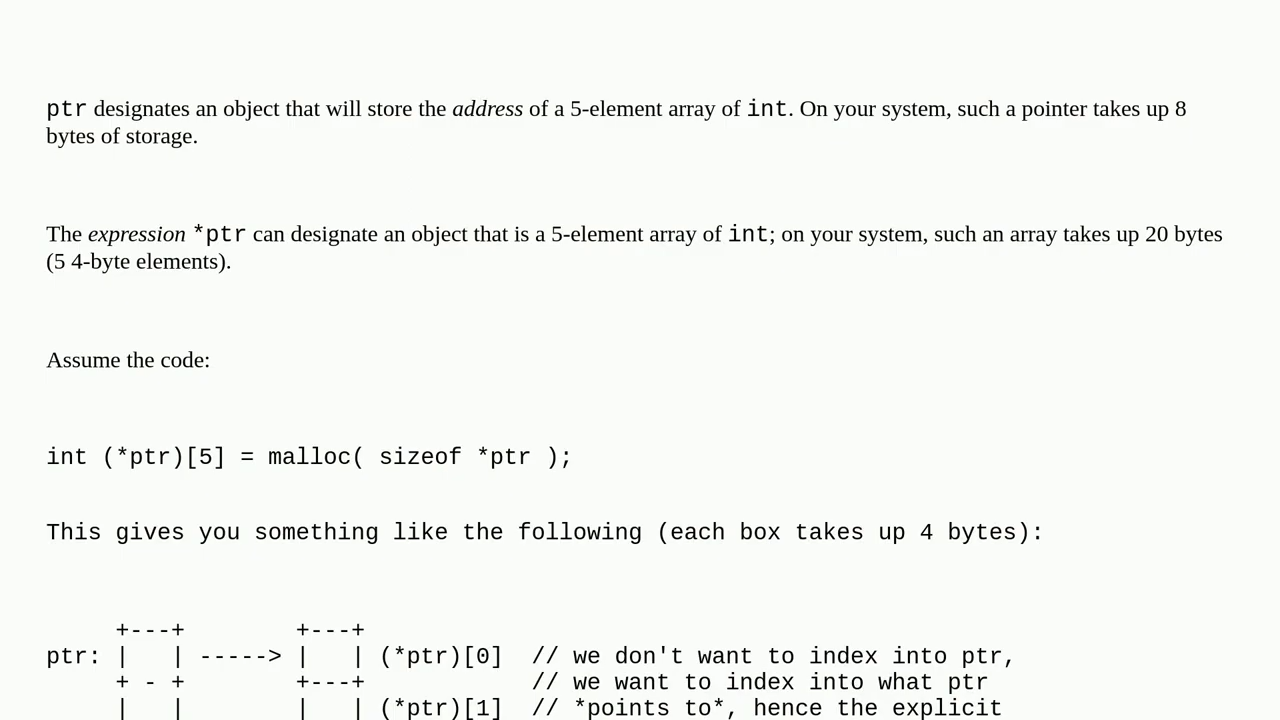 ptr designates an object that will store the address of a 5-element array of int. On your system, such a pointer takes up 8
bytes of storage.
The expression *ptr can designate an object that is a 5-element array of int; on your system, such an array takes up 20 bytes
(5 4-byte elements).
Assume the code:
int (*ptr)[5] = malloc( sizeof *ptr );
This gives you something like the following (each box takes up 4 bytes):
     +---+        +---+
ptr: |   | -----> |   | (*ptr)[0]  // we don't want to index into ptr,
     + - +        +---+            // we want to index into what ptr
     |   |        |   | (*ptr)[1]  // *points to*, hence the explicit